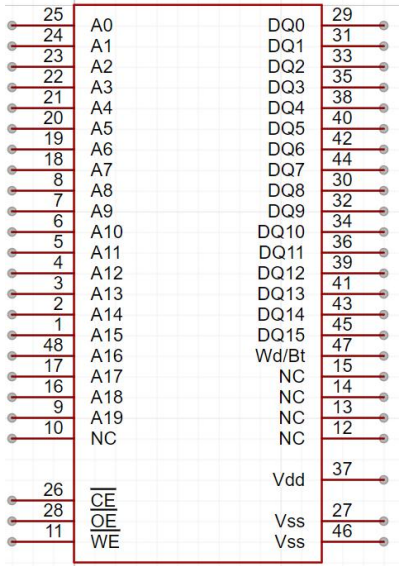 25 A0 DQ0 29
24 A1 DQ1 31
23 A2 DQ2 33
22 A3 DQ3 35
21 A4 DQ4 38
20 A5 DQ5 40
19 A6 DQ6 42
18 A7 DQ7 44
8 A8 DQ8 30
7 A9 DQ9 32
6 A10 DQ10 34
5 A11 DQ11 36
4 A12 DQ12 39
3 A13 DQ13 41
2 A14 DQ14 43
1 A15 DQ15 45
48 A16 Wd/Bt 47
17 A17 NC 15
16 A18 NC 14
9 A19 NC 13
10 NC NC 12
Vdd 37
26 CE
28 OE Vss 27
11 WE Vss 46